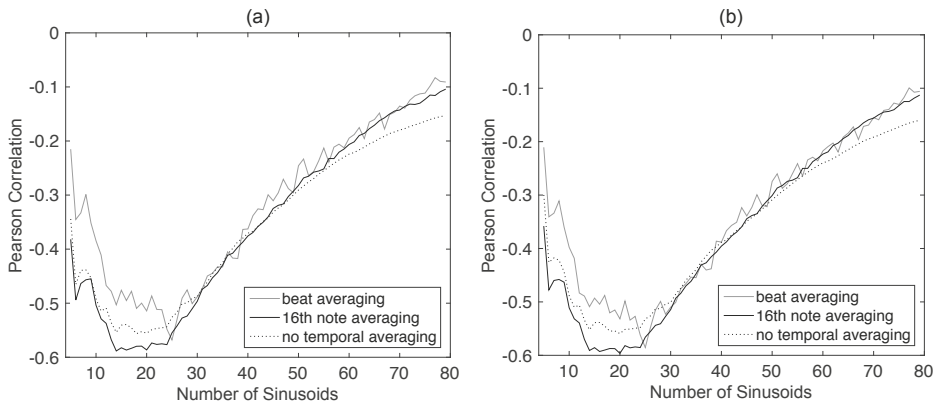 (a)
0
-0.1
-0.2
-0.3
-0.4
-0.5
-0.6
Pearson Correlation
10 20 30 40 50 60 70 80
Number of Sinusoids
beat averaging
16th note averaging
no temporal averaging
(b)
0
-0.1
-0.2
-0.3
-0.4
-0.5
-0.6
Pearson Correlation
10 20 30 40 50 60 70 80
Number of Sinusoids
beat averaging
16th note averaging
no temporal averaging